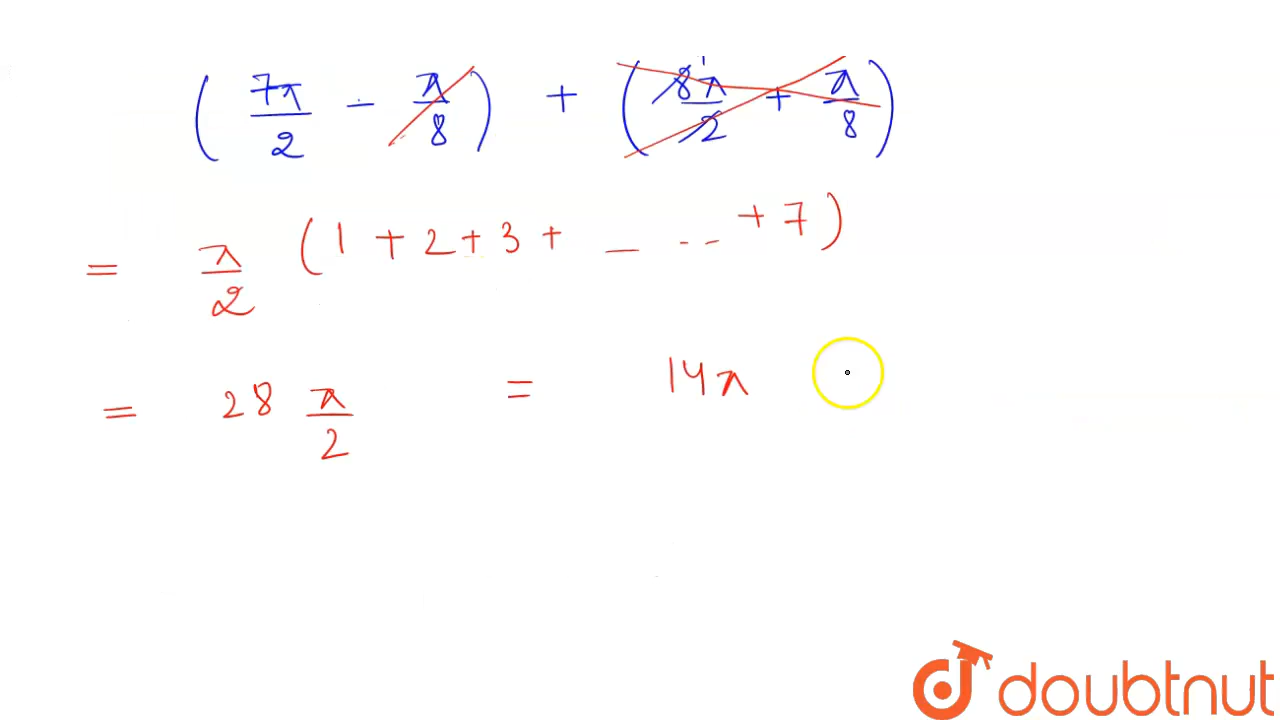 ( 7π/2 - π/8 ) + ( 8π/2 + π/8 )
= π/2 ( 1 + 2 + 3 + _ .. .. + 7 )
= 28 π/2 = 14π
doubtnut